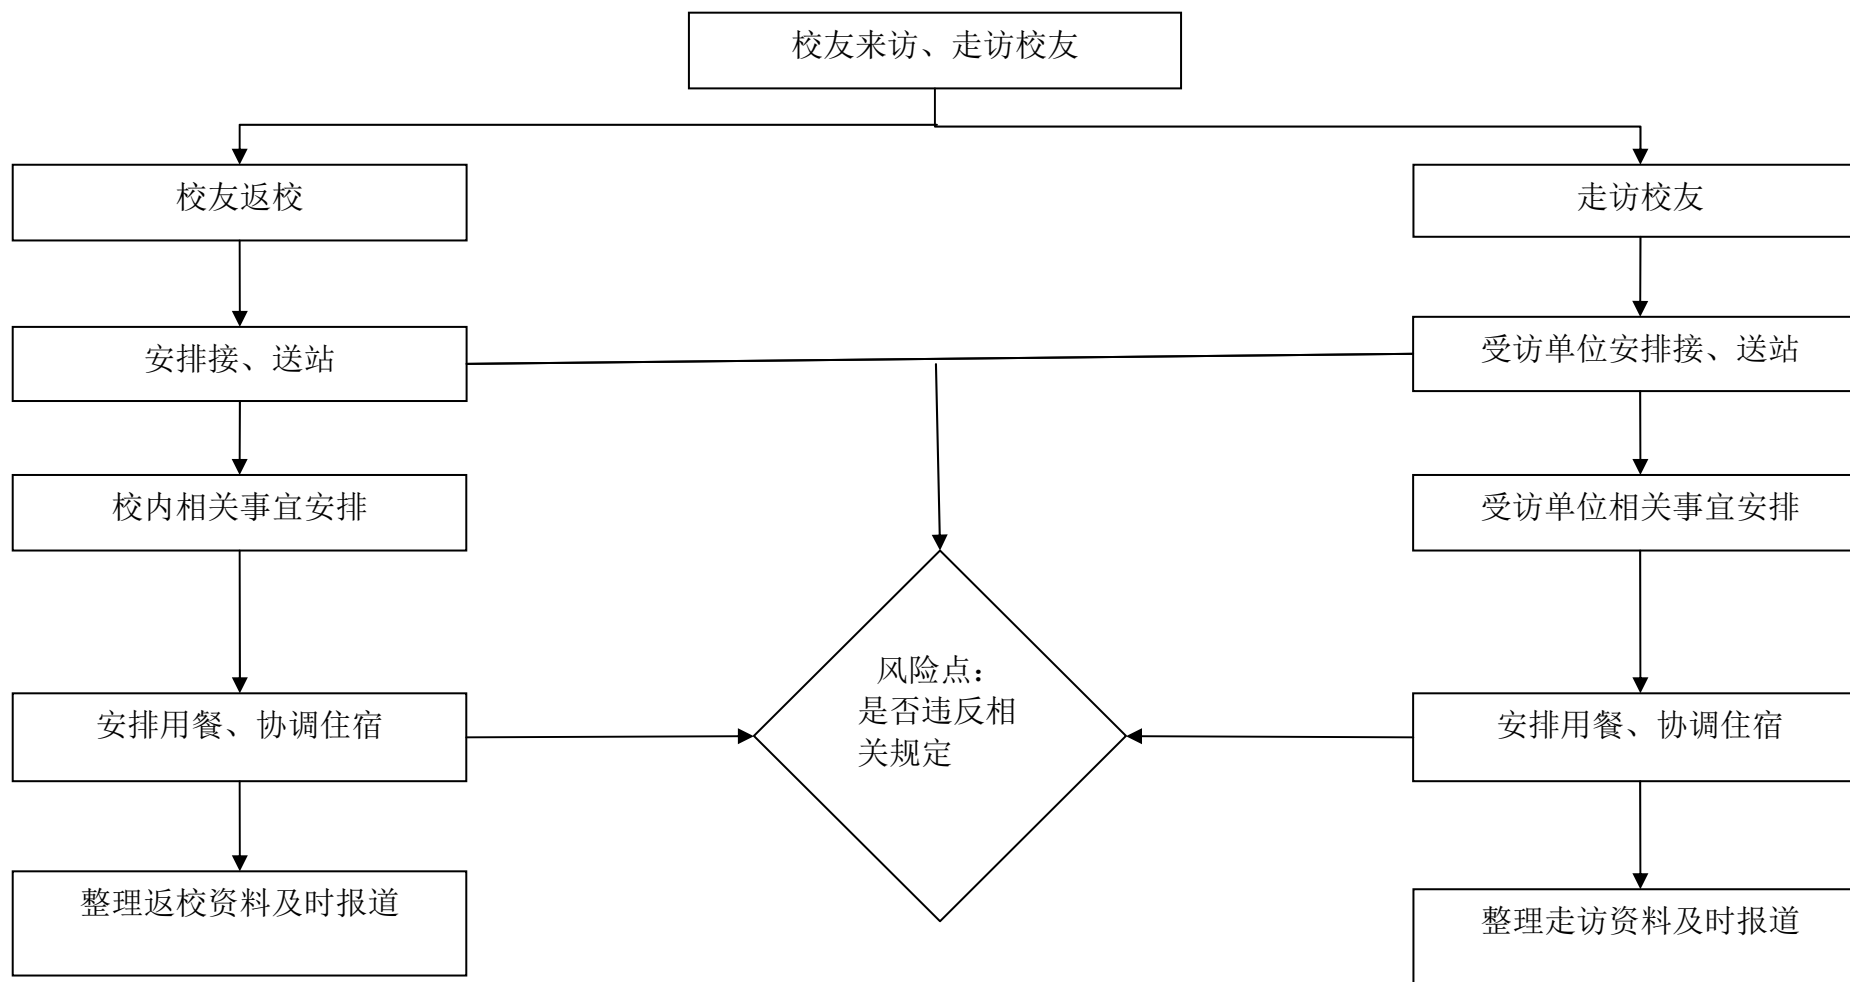 校友来访、走访校友
校友返校
走访校友
安排接、送站
受访单位安排接、送站
校内相关事宜安排
受访单位相关事宜安排
风险点：
是否违反相
关规定
安排用餐、协调住宿
安排用餐、协调住宿
整理返校资料及时报道
整理走访资料及时报道